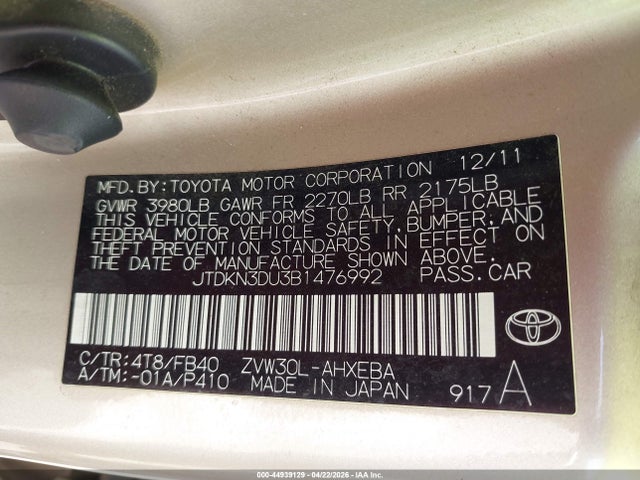 MFD.BY:TOYOTA MOTOR CORPORATION 12/11
GVWR 3980LB GAWR FR 2270LB RR 2175LB
THIS VEHICLE CONFORMS TO ALL APPLICABLE
FEDERAL MOTOR VEHICLE SAFETY,BUMPER,AND
THEFT PREVENTION STANDARDS IN EFFECT ON
THE DATE OF MANUFACTURE SHOWN ABOVE.
JTDKN3DU3B1476992 PASS.CAR
C/TR:4T8/FB40 ZVW30L-AHXEBA
A/TM:-01A/P410 MADE IN JAPAN 917A
000-44939129 - 04/22/2026 - IAA Inc.